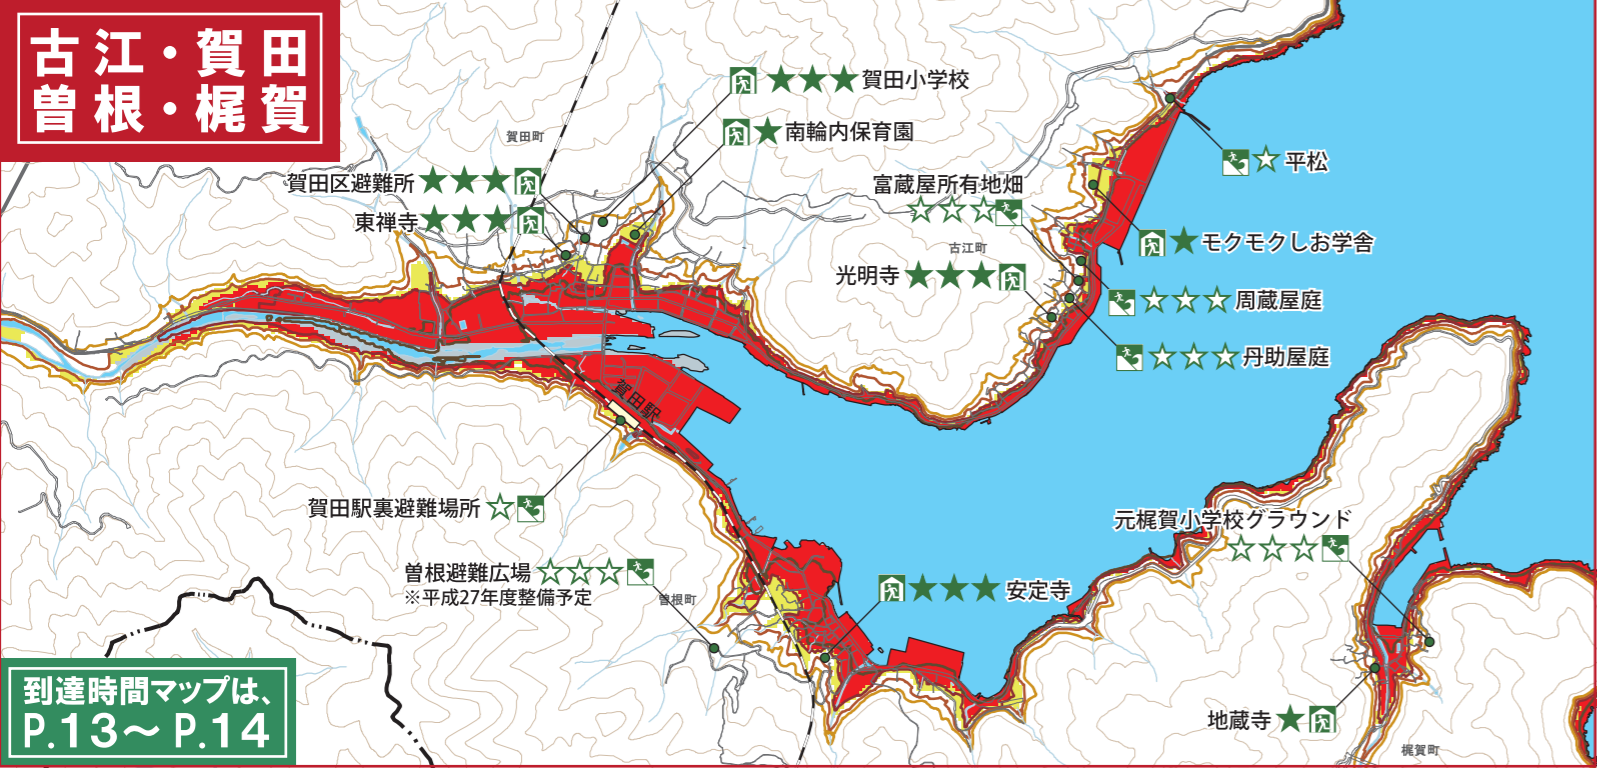 古江・賀田
曽根・梶賀
★★★賀田小学校
★南輪内保育園
賀田町
賀田区避難所★★★
東禅寺★★★
富蔵屋所有地畑
☆☆☆
古江町
光明寺★★★
☆平松
★モクモクしお学舎
☆☆☆周蔵屋庭
☆☆☆丹助屋庭
賀田駅
賀田駅裏避難場所☆
曽根避難広場☆☆☆
※平成27年度整備予定
曽根町
★★★安定寺
元梶賀小学校グラウンド
☆☆☆
地蔵寺★
梶賀町
到達時間マップは、
P.13〜P.14